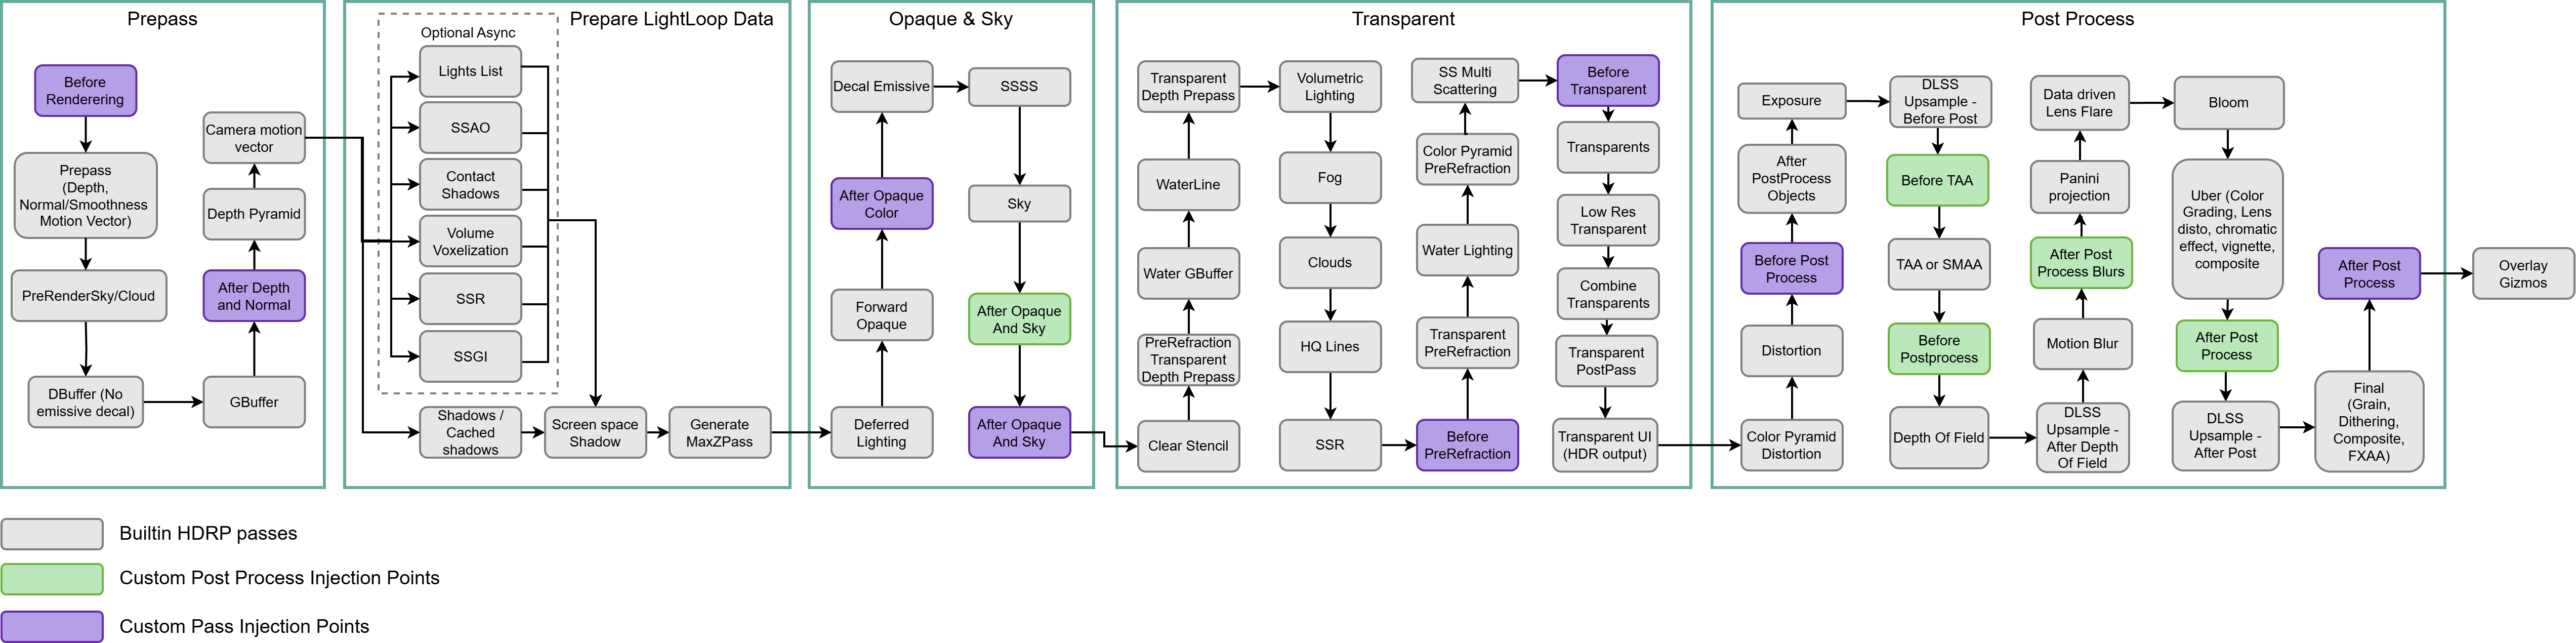 Prepass
Before
Renderering
Prepass
(Depth,
Normal/Smoothness
Motion Vector)
PreRenderSky/Cloud
DBuffer (No
emissive decal)
GBuffer
After Depth
and Normal
Depth Pyramid
Camera motion
vector
Prepare LightLoop Data
Optional Async
Lights List
SSAO
Contact
Shadows
Volume
Voxelization
SSR
SSGI
Shadows /
Cached
shadows
Screen space
Shadow
Generate
MaxZPass
Opaque & Sky
Deferred
Lighting
Forward
Opaque
After Opaque
Color
Decal Emissive
SSSS
Sky
After Opaque
And Sky
After Opaque
And Sky
Transparent
Clear Stencil
PreRefraction
Transparent
Depth Prepass
Water GBuffer
WaterLine
Transparent
Depth Prepass
Volumetric
Lighting
Fog
Clouds
HQ Lines
SSR
Before
PreRefraction
Transparent
PreRefraction
Water Lighting
Color Pyramid
PreRefraction
SS Multi
Scattering
Before
Transparent
Transparents
Low Res
Transparent
Combine
Transparents
Transparent
PostPass
Transparent UI
(HDR output)
Post Process
Color Pyramid
Distortion
Distortion
Before Post
Process
After
PostProcess
Objects
Exposure
DLSS
Upsample -
Before Post
Before TAA
TAA or SMAA
Before
Postprocess
Depth Of Field
DLSS
Upsample -
After Depth
Of Field
Motion Blur
After Post
Process Blurs
Panini
projection
Data driven
Lens Flare
Bloom
Uber (Color
Grading, Lens
disto, chromatic
effect, vignette,
composite
After Post
Process
DLSS
Upsample -
After Post
Final
(Grain,
Dithering,
Composite,
FXAA)
After Post
Process
Overlay
Gizmos
Builtin HDRP passes
Custom Post Process Injection Points
Custom Pass Injection Points